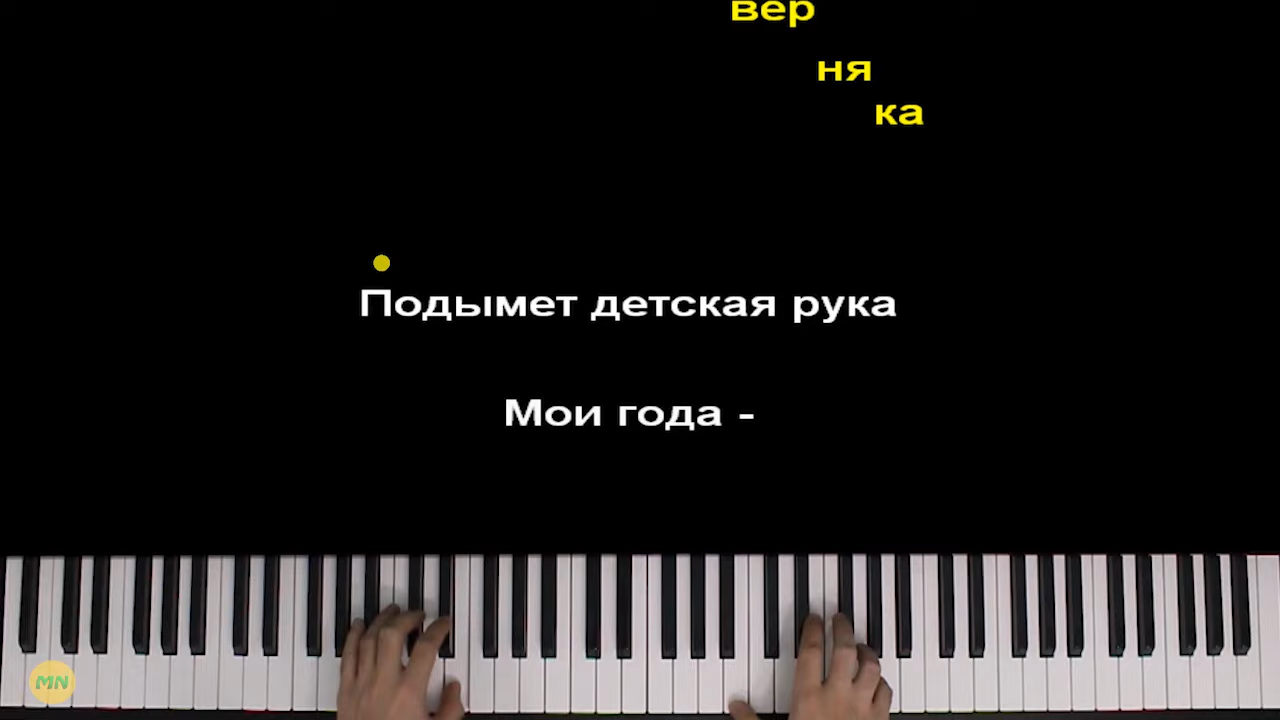 вер
ня
ка
Подымет детская рука
Мои года -
MN